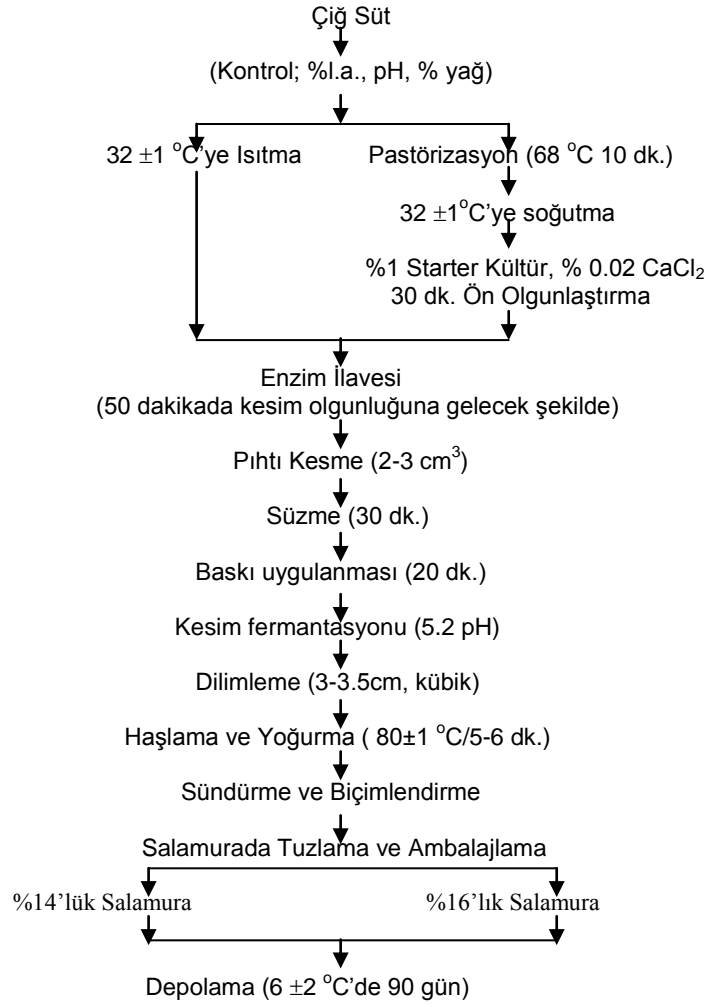 Çiğ Süt
(Kontrol; %l.a., pH, % yağ)
32 ±1 °C'ye Isıtma
Pastörizasyon (68 °C 10 dk.)
32 ±1°C'ye soğutma
%1 Starter Kültür, % 0.02 CaCl₂
30 dk. Ön Olgunlaştırma
Enzim İlavesi
(50 dakikada kesim olgunluğuna gelecek şekilde)
Pıhtı Kesme (2-3 cm³)
Süzme (30 dk.)
Baskı uygulanması (20 dk.)
Kesim fermantasyonu (5.2 pH)
Dilimleme (3-3.5cm, kübik)
Haşlama ve Yoğurma ( 80±1 °C/5-6 dk.)
Sündürme ve Biçimlendirme
Salamurada Tuzlama ve Ambalajlama
%14'lük Salamura
%16'lık Salamura
Depolama (6 ±2 °C'de 90 gün)